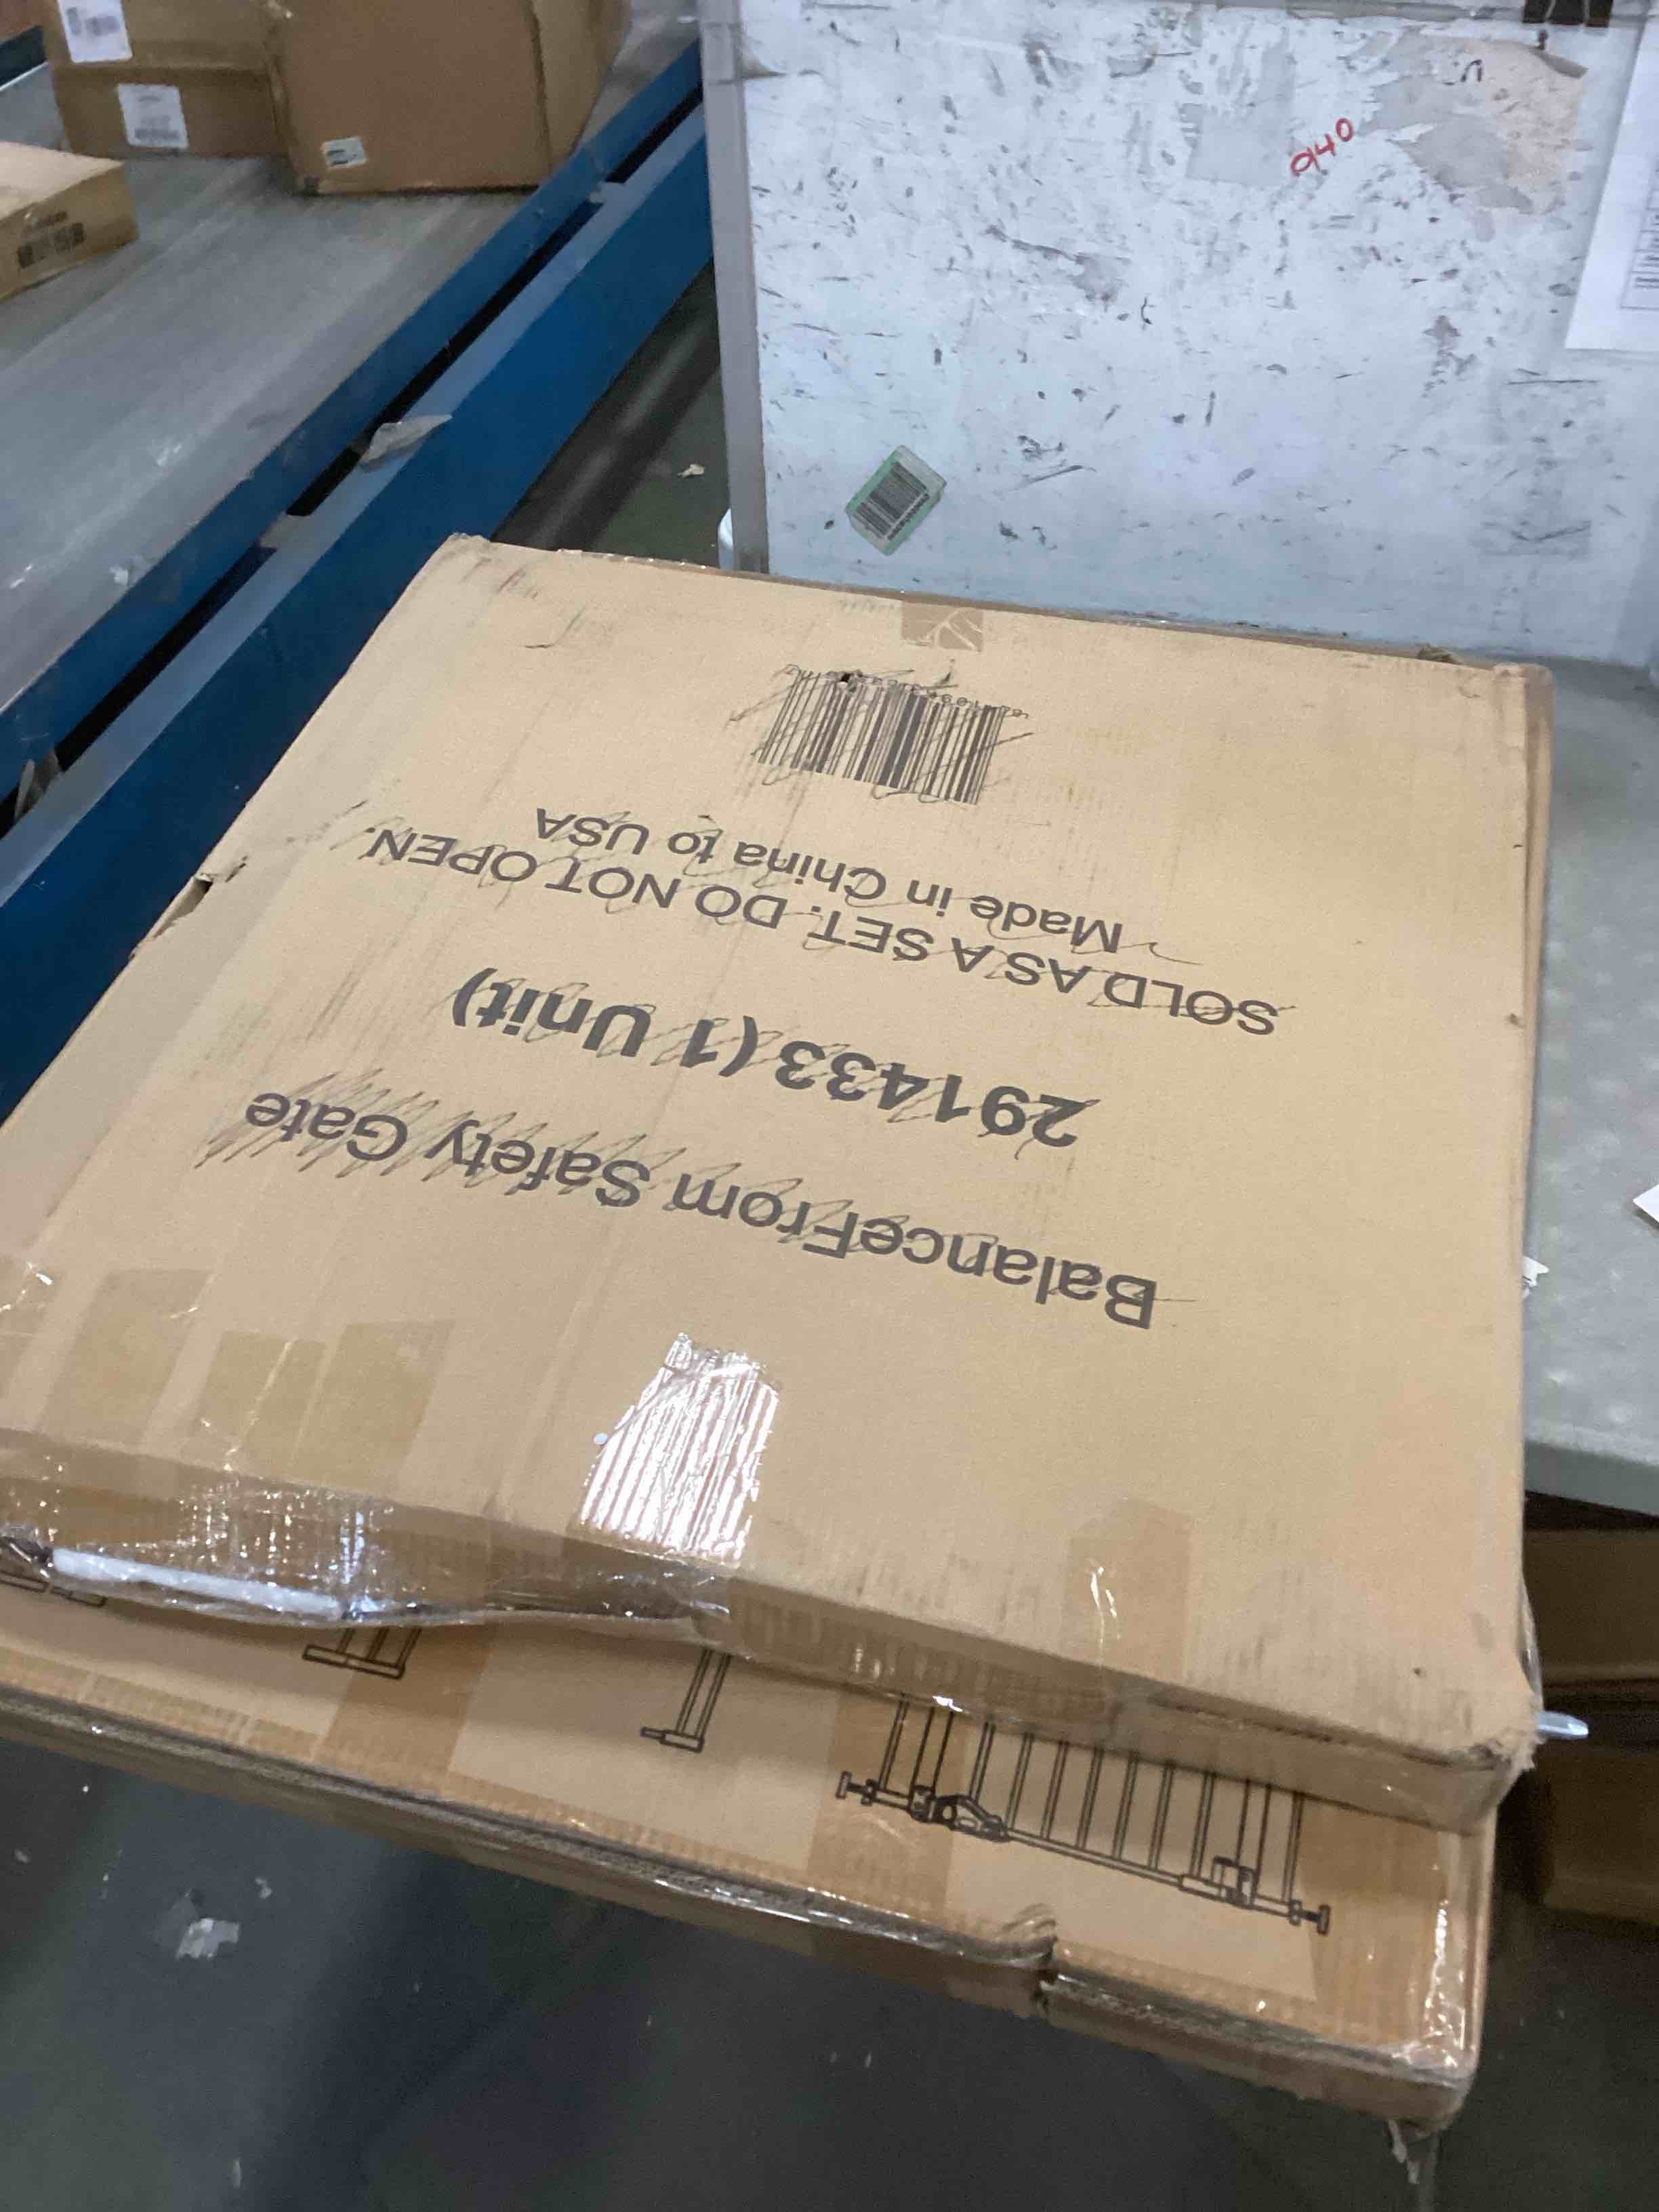 BalanceFrom Safety Gate
291433 (1 Unit)
SOLD AS A SET. DO NOT OPEN.
Made in China to USA
940